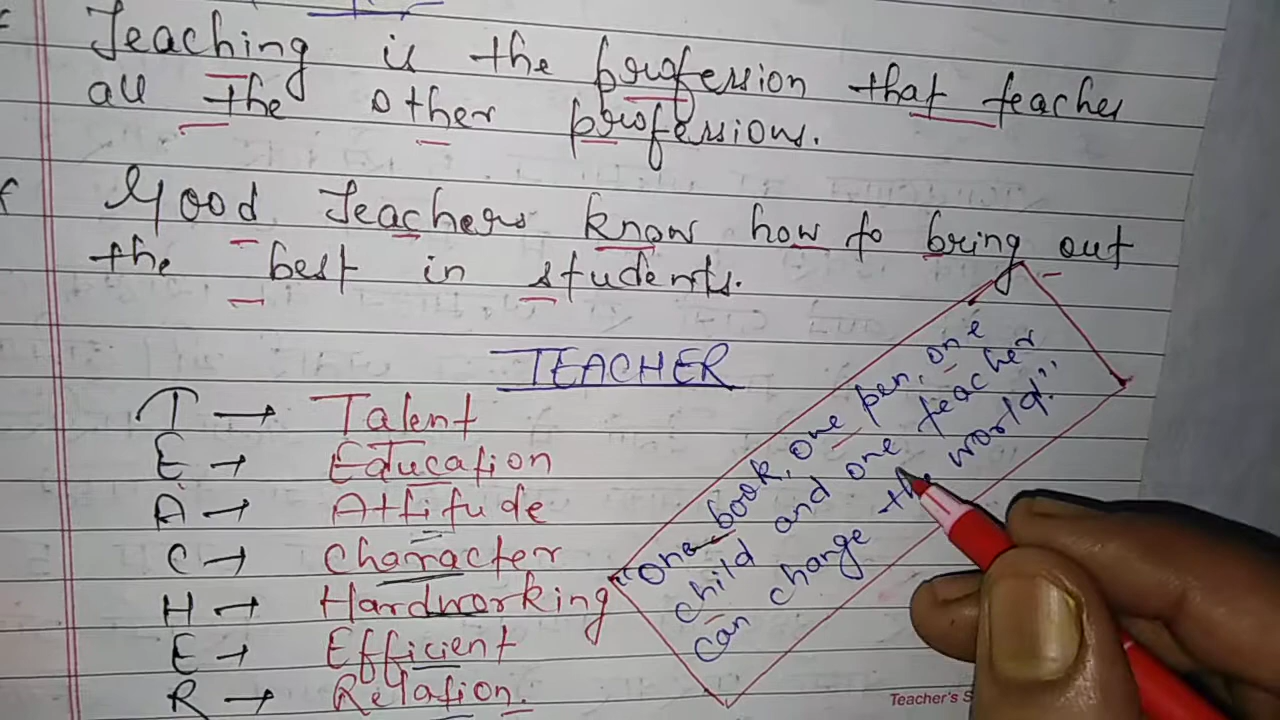 Teaching is the profession that teaches
all the other professions.
Good teachers know how to bring out
the best in students.
TEACHER
T → Talent
E → Education
A → Attitude
C → Character
H → Hardworking
E → Efficient
R → Relation.
"One book, one pen, one
child and one teacher
can change the world!"
Teacher's S